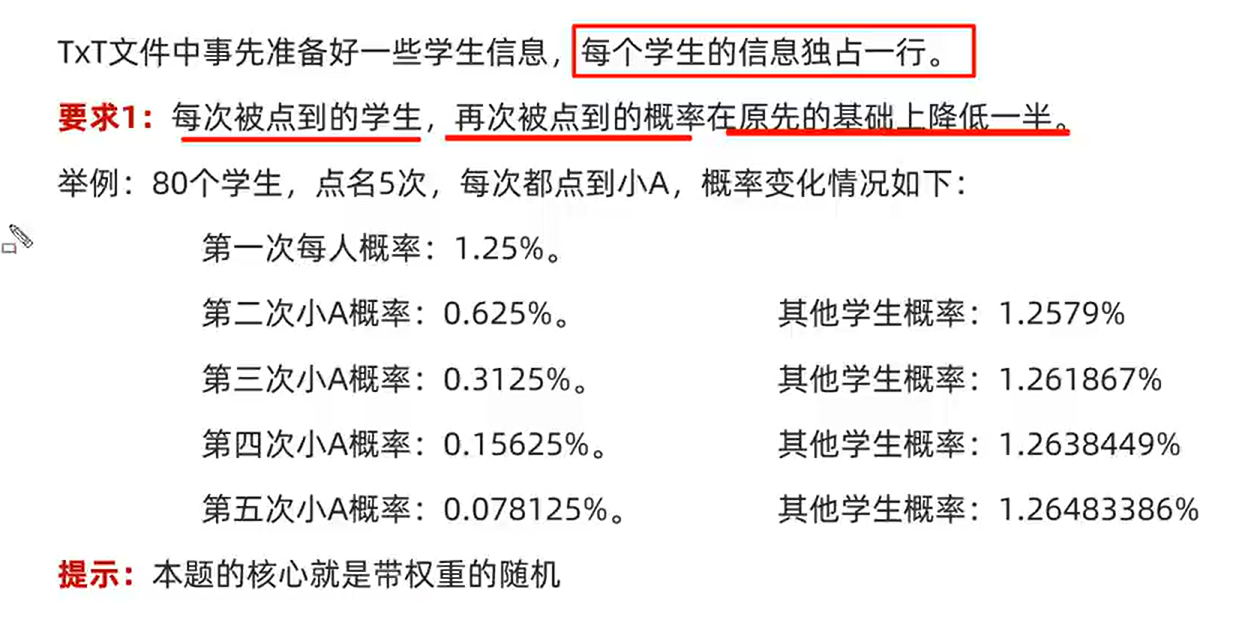 TxT文件中事先准备好一些学生信息，每个学生的信息独占一行。
要求1：每次被点到的学生，再次被点到的概率在原先的基础上降低一半。
举例：80个学生，点名5次，每次都点到小A，概率变化情况如下：
第一次每人概率：1.25%。
第二次小A概率：0.625%。 其他学生概率：1.2579%
第三次小A概率：0.3125%。 其他学生概率：1.261867%
第四次小A概率：0.15625%。 其他学生概率：1.2638449%
第五次小A概率：0.078125%。 其他学生概率：1.26483386%
提示：本题的核心就是带权重的随机